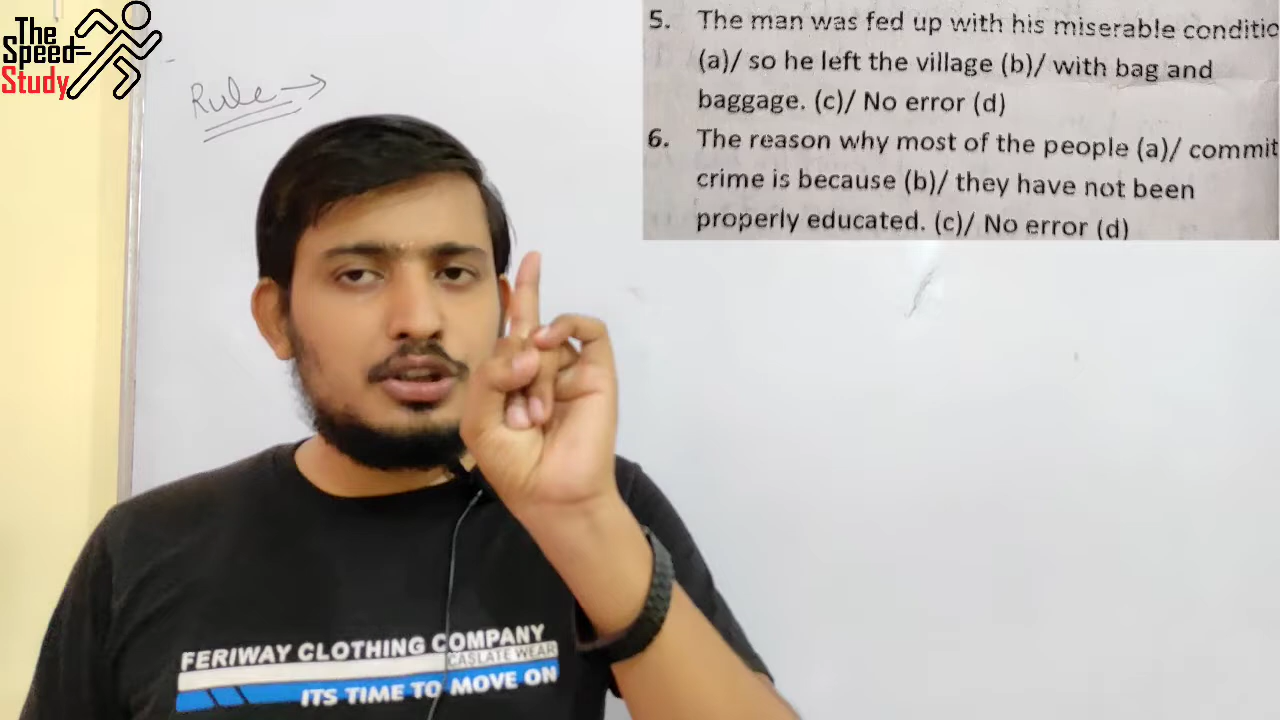 The
Speed
Study
Rule
5. The man was fed up with his miserable conditio
(a)/ so he left the village (b)/ with bag and
baggage. (c)/ No error (d)
6. The reason why most of the people (a)/ commit
crime is because (b)/ they have not been
properly educated. (c)/ No error (d)
FERIWAY CLOTHING COMPANY
CASLATE WEAR
ITS TIME TO MOVE ON